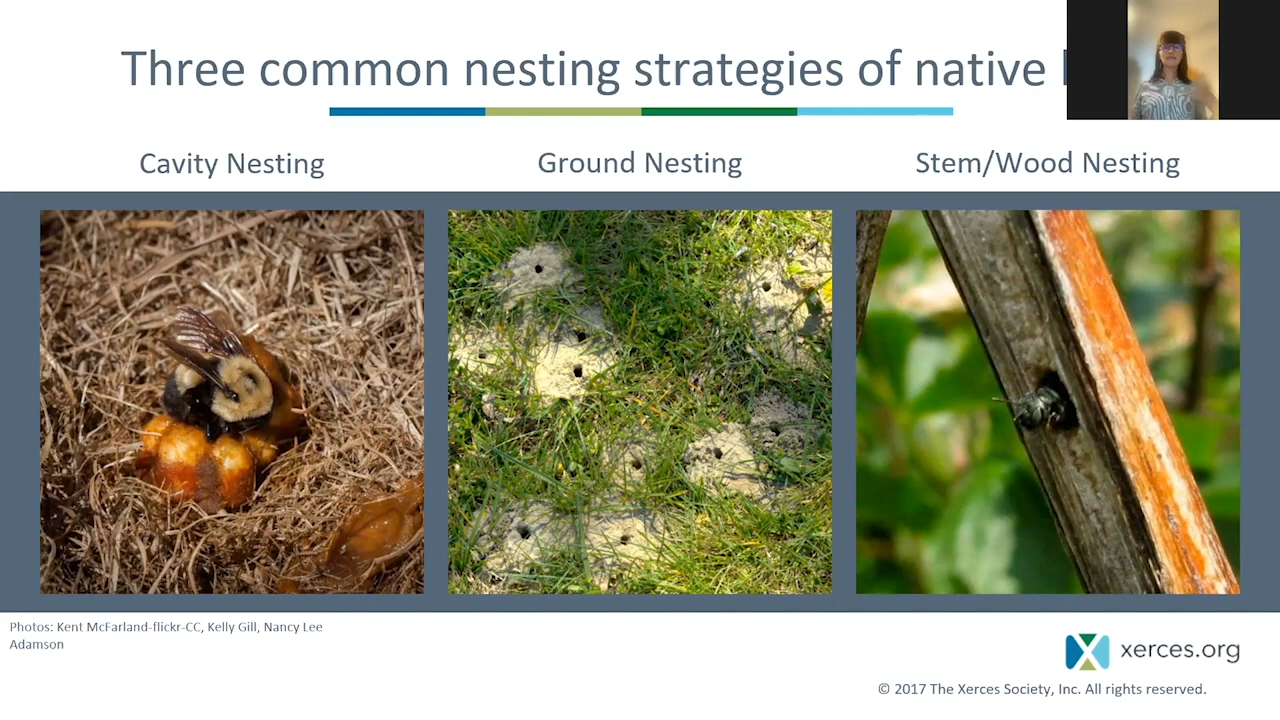 Three common nesting strategies of native
Cavity Nesting
Ground Nesting
Stem/Wood Nesting
Photos: Kent McFarland-flickr-CC, Kelly Gill, Nancy Lee
Adamson
xerces.org
© 2017 The Xerces Society, Inc. All rights reserved.